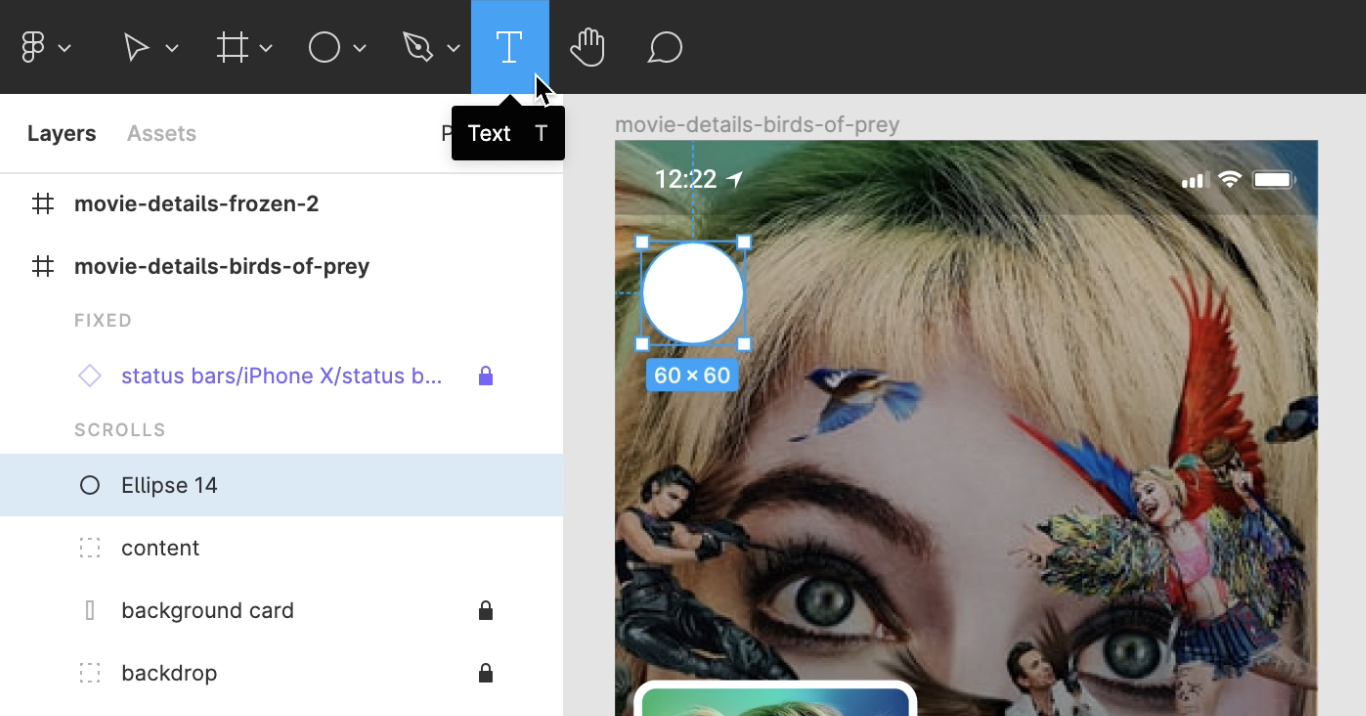 Text T
Layers Assets
movie-details-birds-of-prey
12:22
movie-details-frozen-2
movie-details-birds-of-prey
FIXED
status bars/iPhone X/status b...
60 × 60
SCROLLS
Ellipse 14
content
background card
backdrop